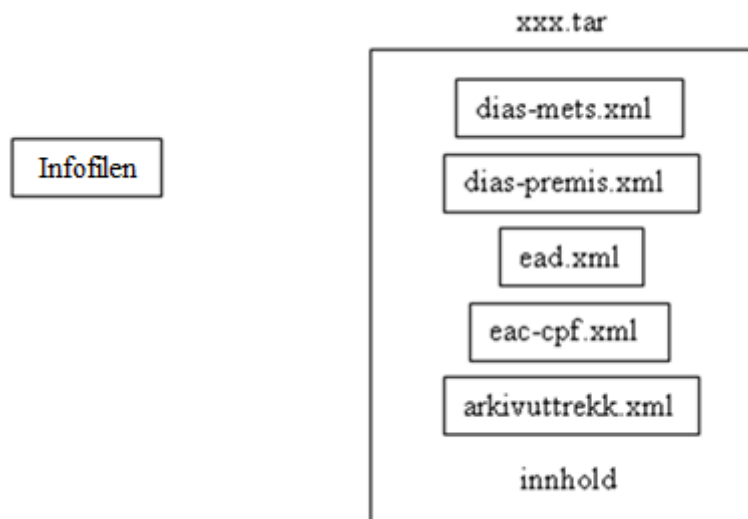 xxx.tar
dias-mets.xml
Infofilen
dias-premis.xml
ead.xml
eac-cpf.xml
arkivuttrekk.xml
innhold